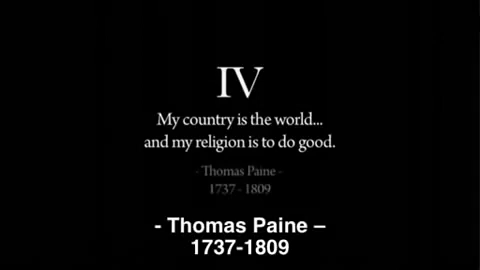 IV
My country is the world...
and my religion is to do good.
- Thomas Paine -
1737 - 1809
- Thomas Paine –
1737-1809